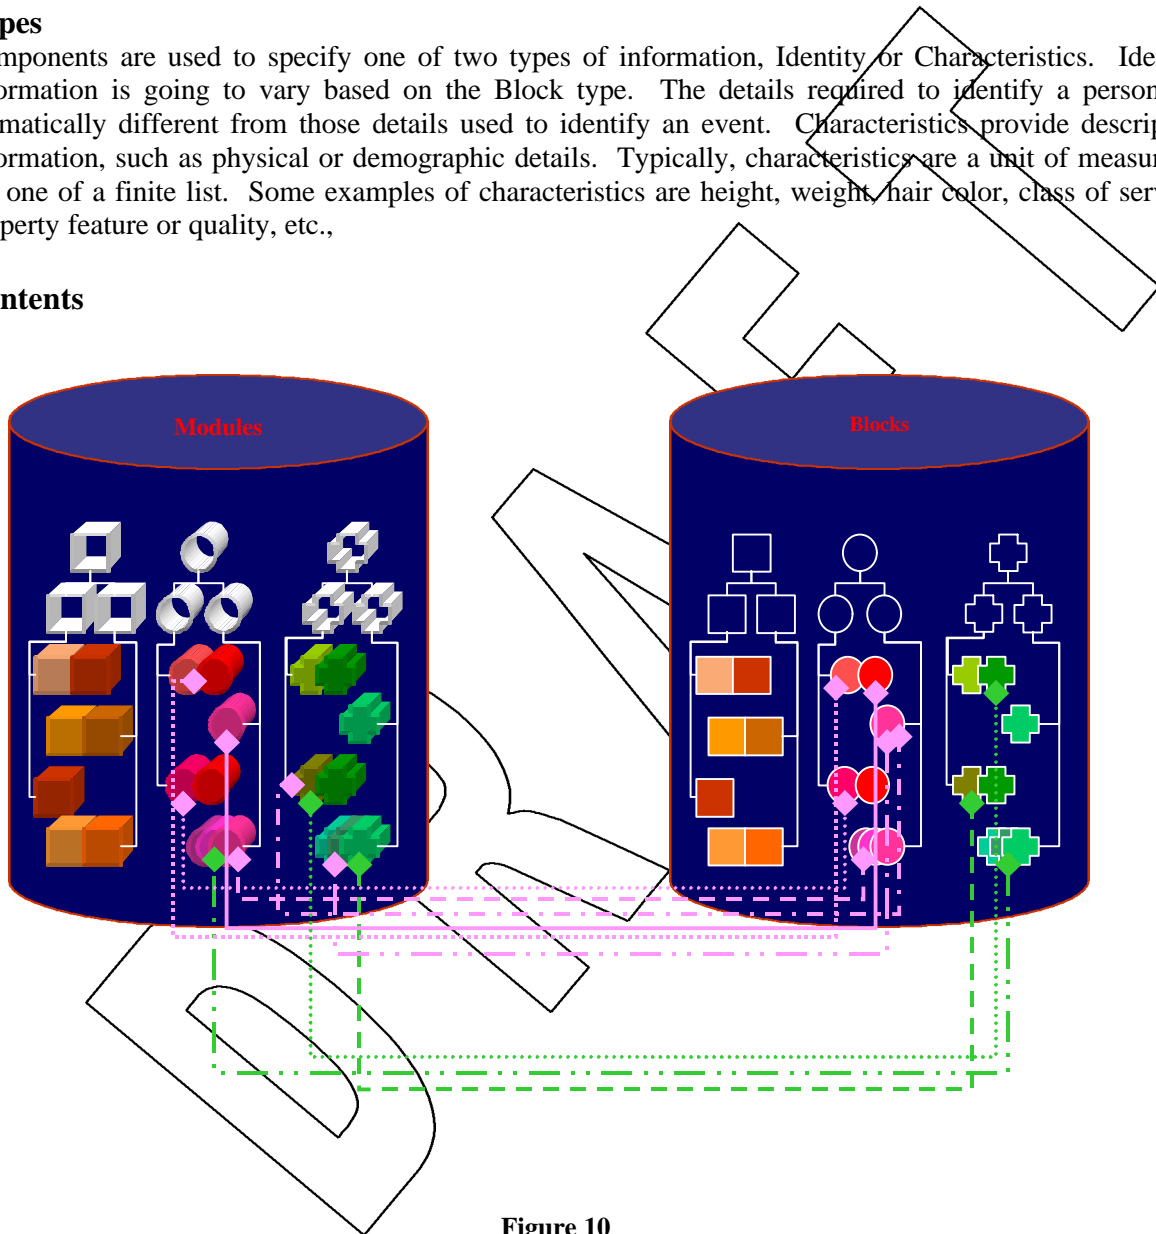 pes
mponents are used to specify one of two types of information, Identity or Characteristics. Ide
ormation is going to vary based on the Block type. The details required to identify a person
matically different from those details used to identify an event. Characteristics provide descrip
ormation, such as physical or demographic details. Typically, characteristics are a unit of measur
one of a finite list. Some examples of characteristics are height, weight, hair color, class of serv
perty feature or quality, etc.,
ntents
Modules
Blocks
DRAFT
Figure 10